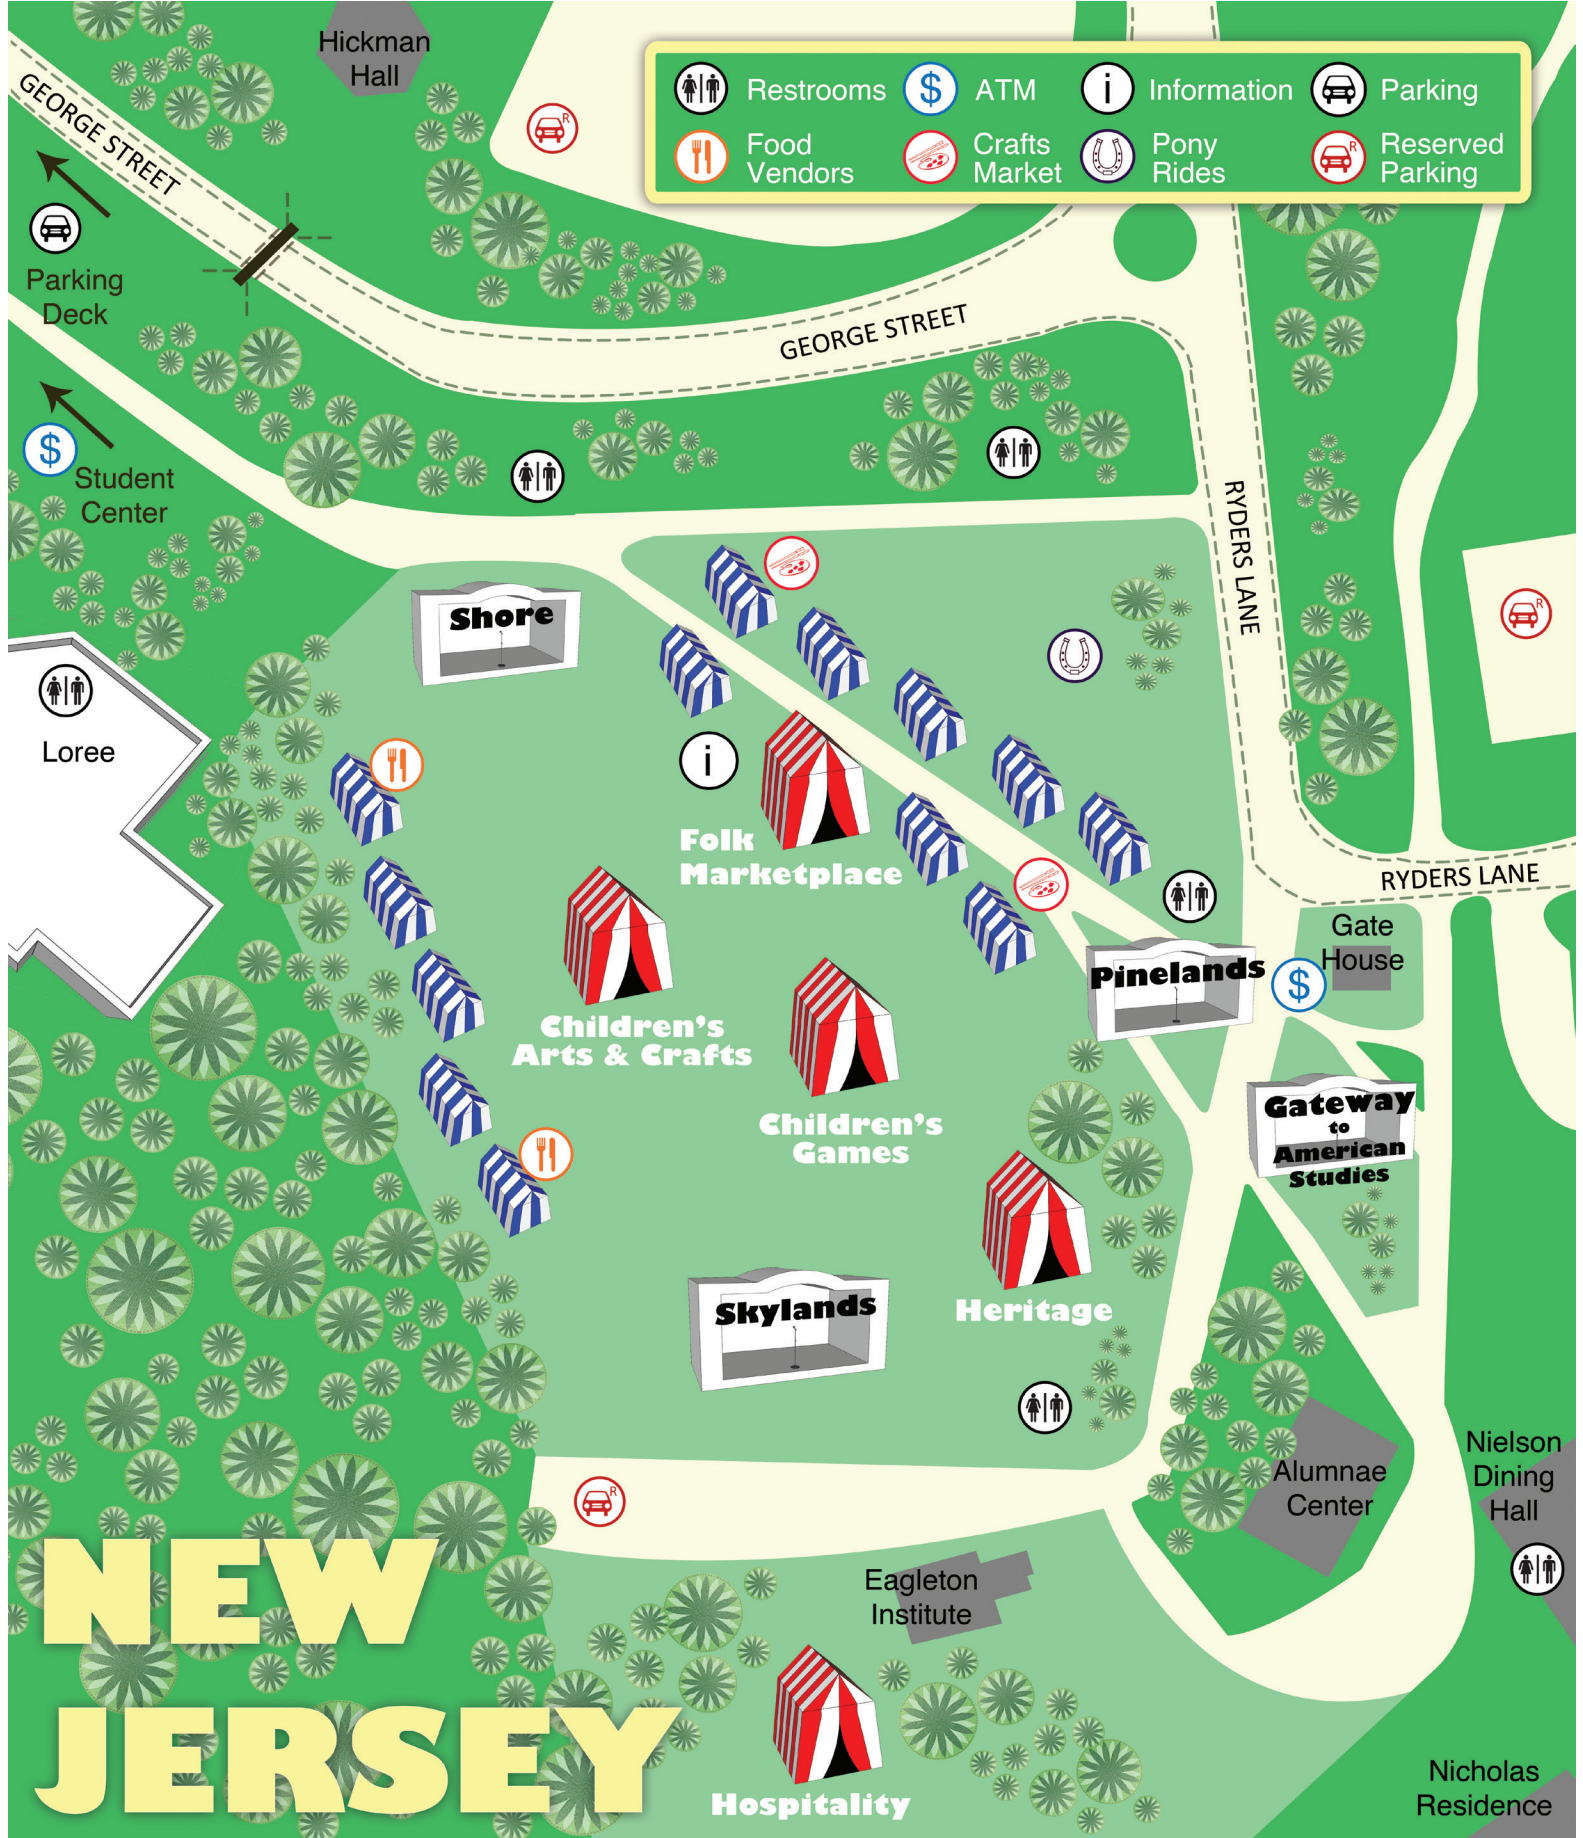 Hickman
Hall
Restrooms
$
ATM
i
Information
Parking
Food
Vendors
Crafts
Market
Pony
Rides
R
Reserved
Parking
R
GEORGE STREET
Parking
Deck
GEORGE STREET
$
Student
Center
RYDERS LANE
R
Shore
Loree
i
Folk
Marketplace
RYDERS LANE
Gate
House
Pinelands
$
Children's
Arts & Crafts
Children's
Games
Gateway
to
American
Studies
Skylands
Heritage
Nielson
Dining
Hall
Alumnae
Center
R
Eagleton
Institute
NEW
JERSEY
Hospitality
Nicholas
Residence